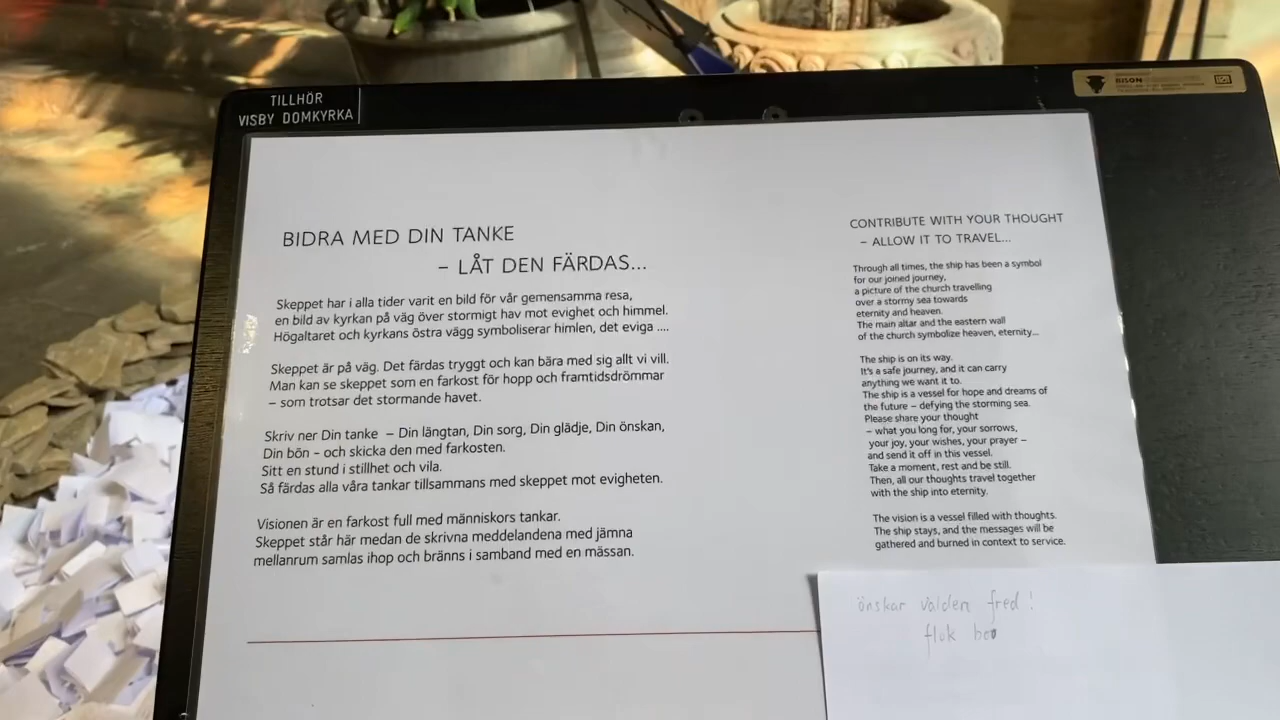 TILLHÖR
VISBY DOMKYRKA
BISON
BIDRA MED DIN TANKE
– LÅT DEN FÄRDAS...
Skeppet har i alla tider varit en bild för vår gemensamma resa,
en bild av kyrkan på väg över stormigt hav mot evighet och himmel.
Högaltaret och kyrkans östra vägg symboliserar himlen, det eviga ....
Skeppet är på väg. Det färdas tryggt och kan bära med sig allt vi vill.
Man kan se skeppet som en farkost för hopp och framtidsdrömmar
– som trotsar det stormande havet.
Skriv ner Din tanke – Din längtan, Din sorg, Din glädje, Din önskan,
Din bön - och skicka den med farkosten.
Sitt en stund i stillhet och vila.
Så färdas alla våra tankar tillsammans med skeppet mot evigheten.
Visionen är en farkost full med människors tankar.
Skeppet står här medan de skrivna meddelandena med jämna
mellanrum samlas ihop och bränns i samband med en mässan.
CONTRIBUTE WITH YOUR THOUGHT
– ALLOW IT TO TRAVEL...
Through all times, the ship has been a symbol
for our joined journey,
a picture of the church travelling
over a stormy sea towards
eternity and heaven.
The main altar and the eastern wall
of the church symbolize heaven, eternity...
The ship is on its way.
It's a safe journey, and it can carry
anything we want it to.
The ship is a vessel for hope and dreams of
the future – defying the storming sea.
Please share your thought
– what you long for, your sorrows,
your joy, your wishes, your prayer –
and send it off in this vessel.
Take a moment, rest and be still.
Then, all our thoughts travel together
with the ship into eternity.
The vision is a vessel filled with thoughts.
The ship stays, and the messages will be
gathered and burned in context to service.
önskar välden fred !